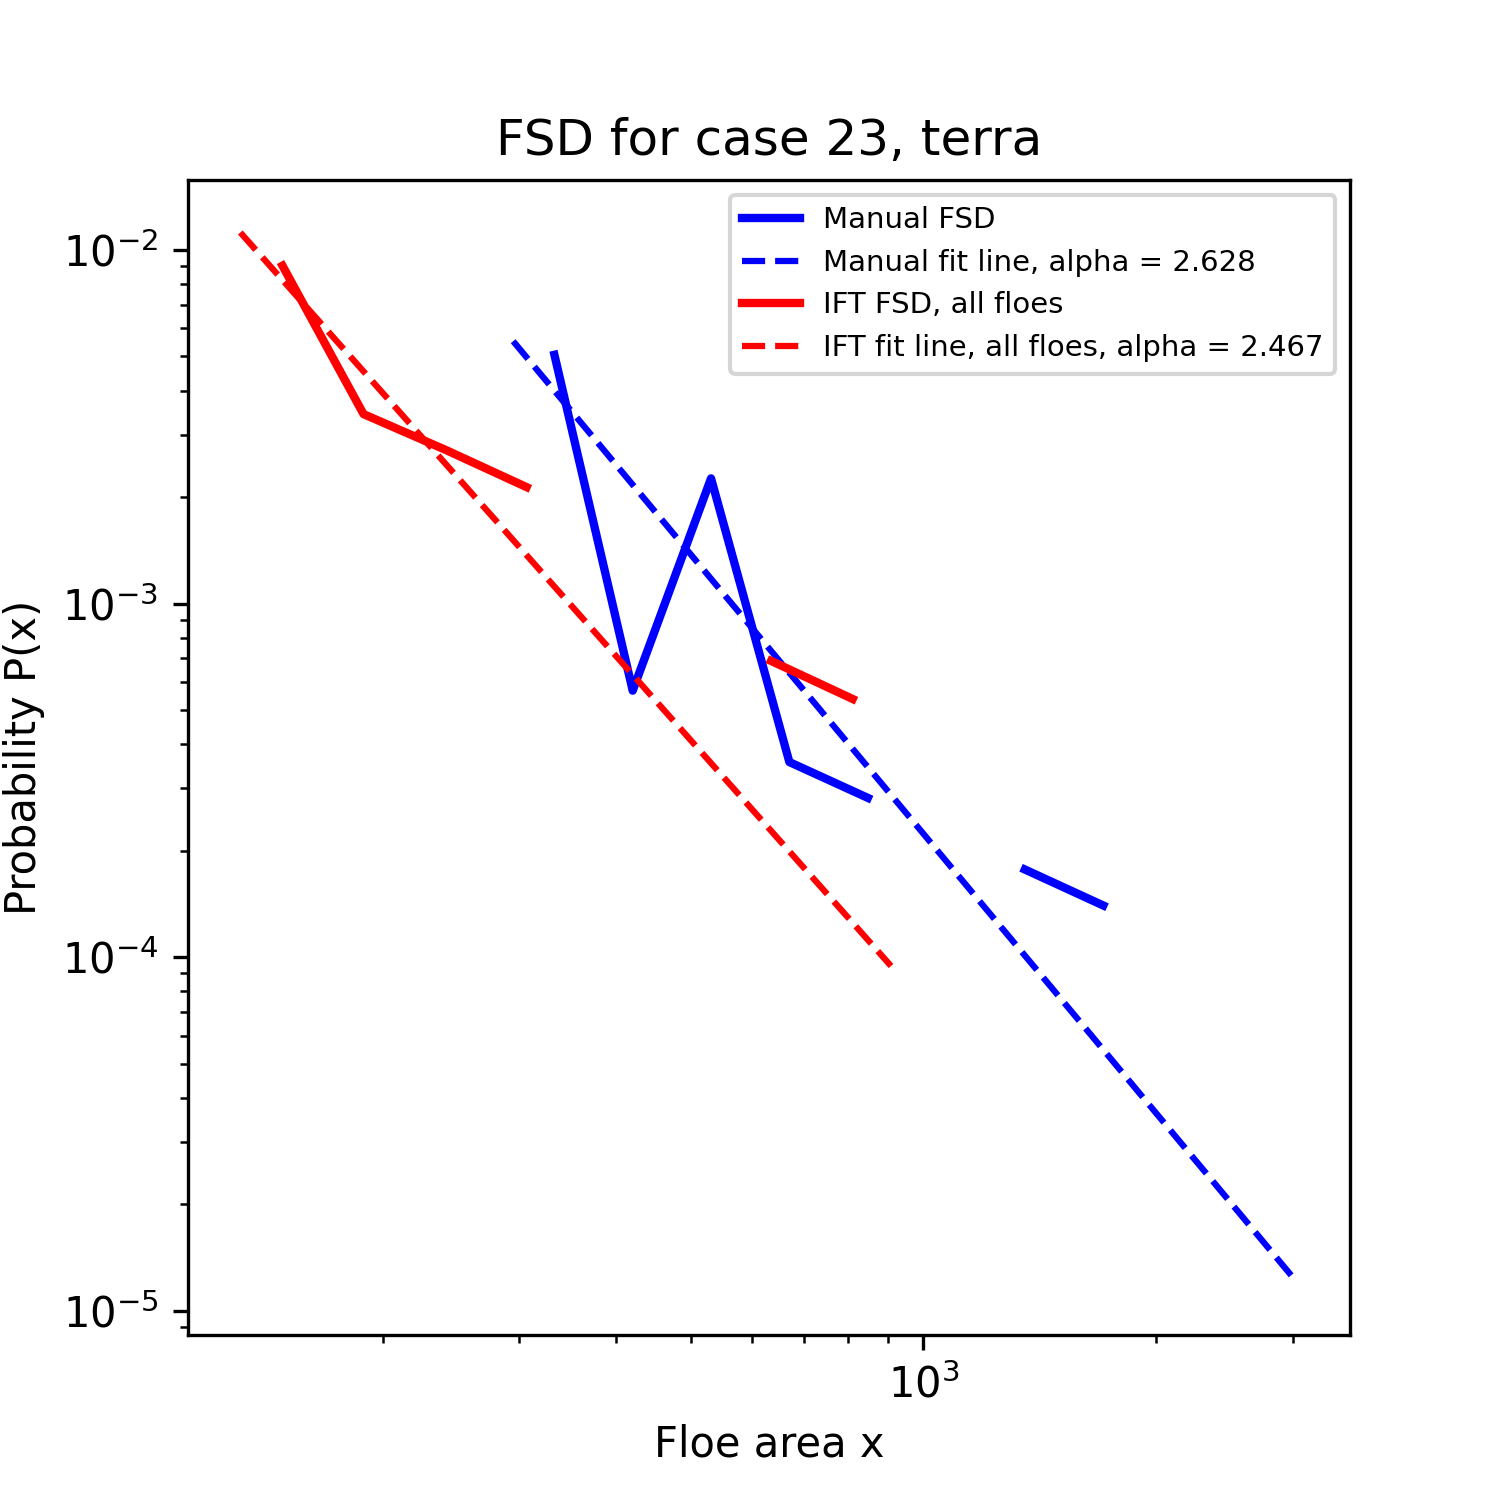 FSD for case 23, terra
Manual FSD
Manual fit line, alpha = 2.628
IFT FSD, all floes
IFT fit line, all floes, alpha = 2.467
10⁻²
10⁻³
10⁻⁴
10⁻⁵
Probability P(x)
10³
Floe area x